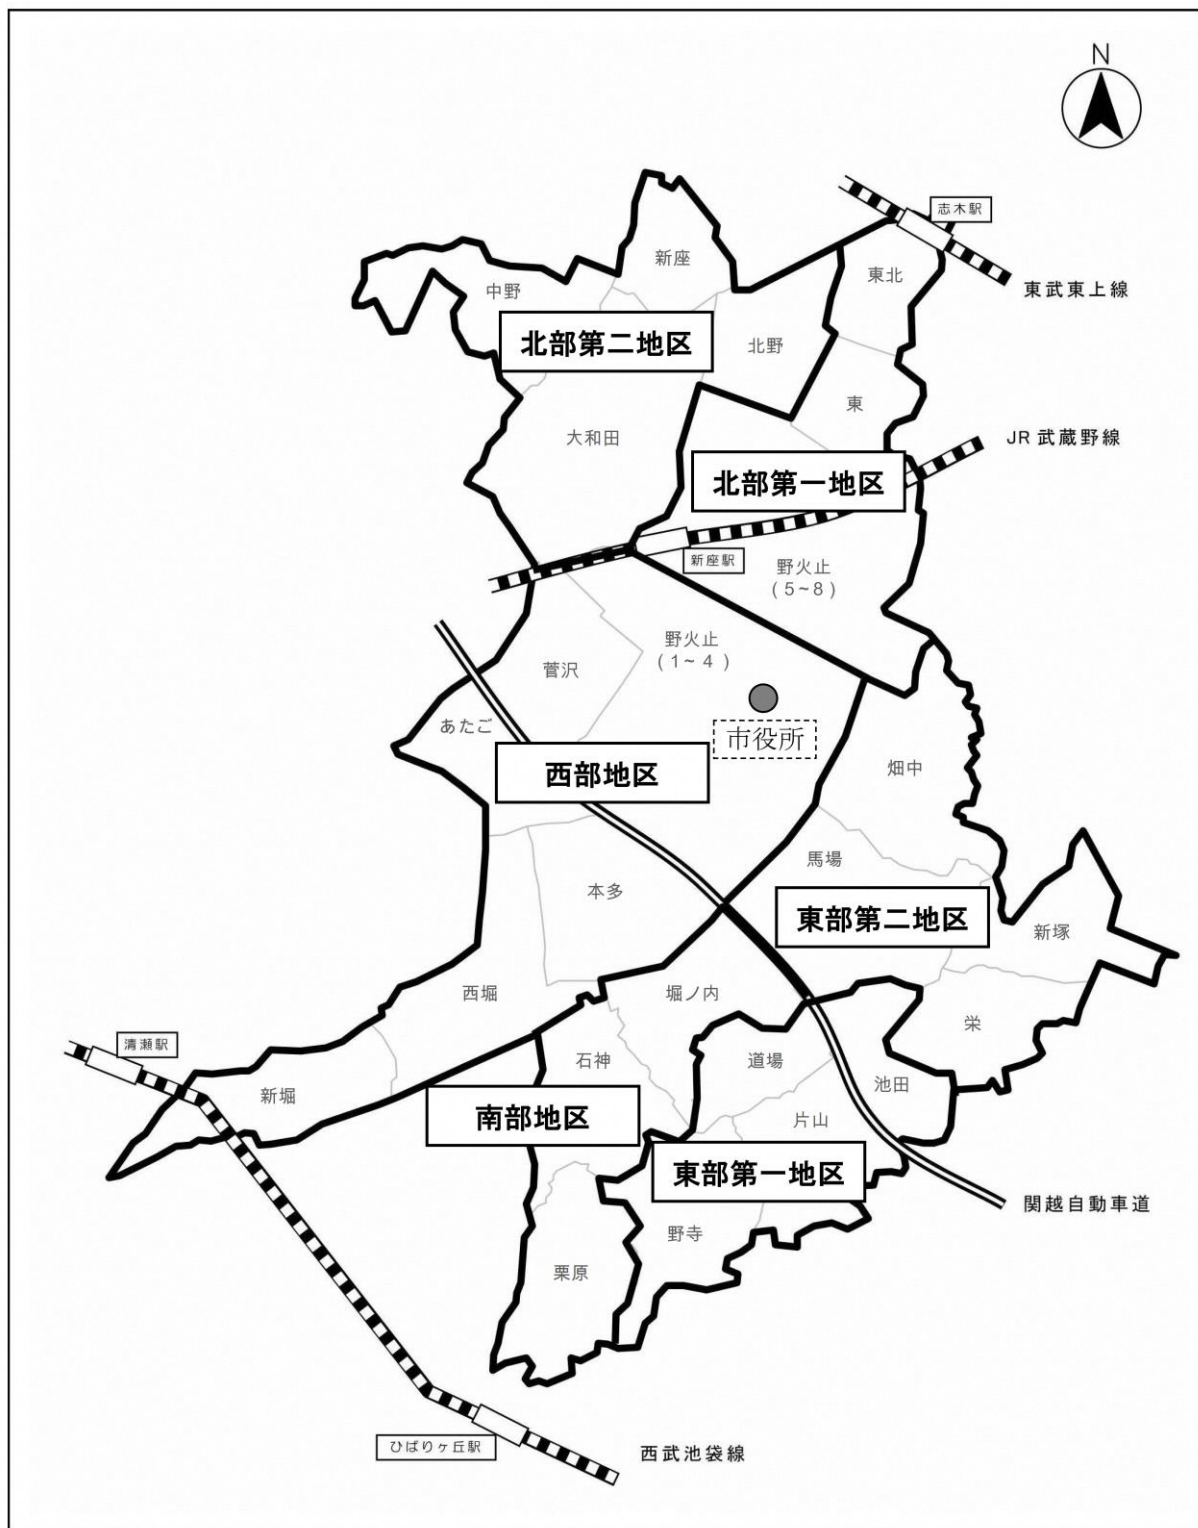 N
志木駅
新座
東北
中野
東武東上線
北部第二地区
北野
東
大和田
JR武蔵野線
北部第一地区
新座駅
野火止
(5~8)
野火止
(1~4)
菅沢
あたご
市役所
西部地区
畑中
馬場
本多
東部第二地区
新塚
西堀
堀ノ内
栄
清瀬駅
石神
道場
池田
新堀
南部地区
片山
東部第一地区
関越自動車道
野寺
栗原
ひばりヶ丘駅
西武池袋線